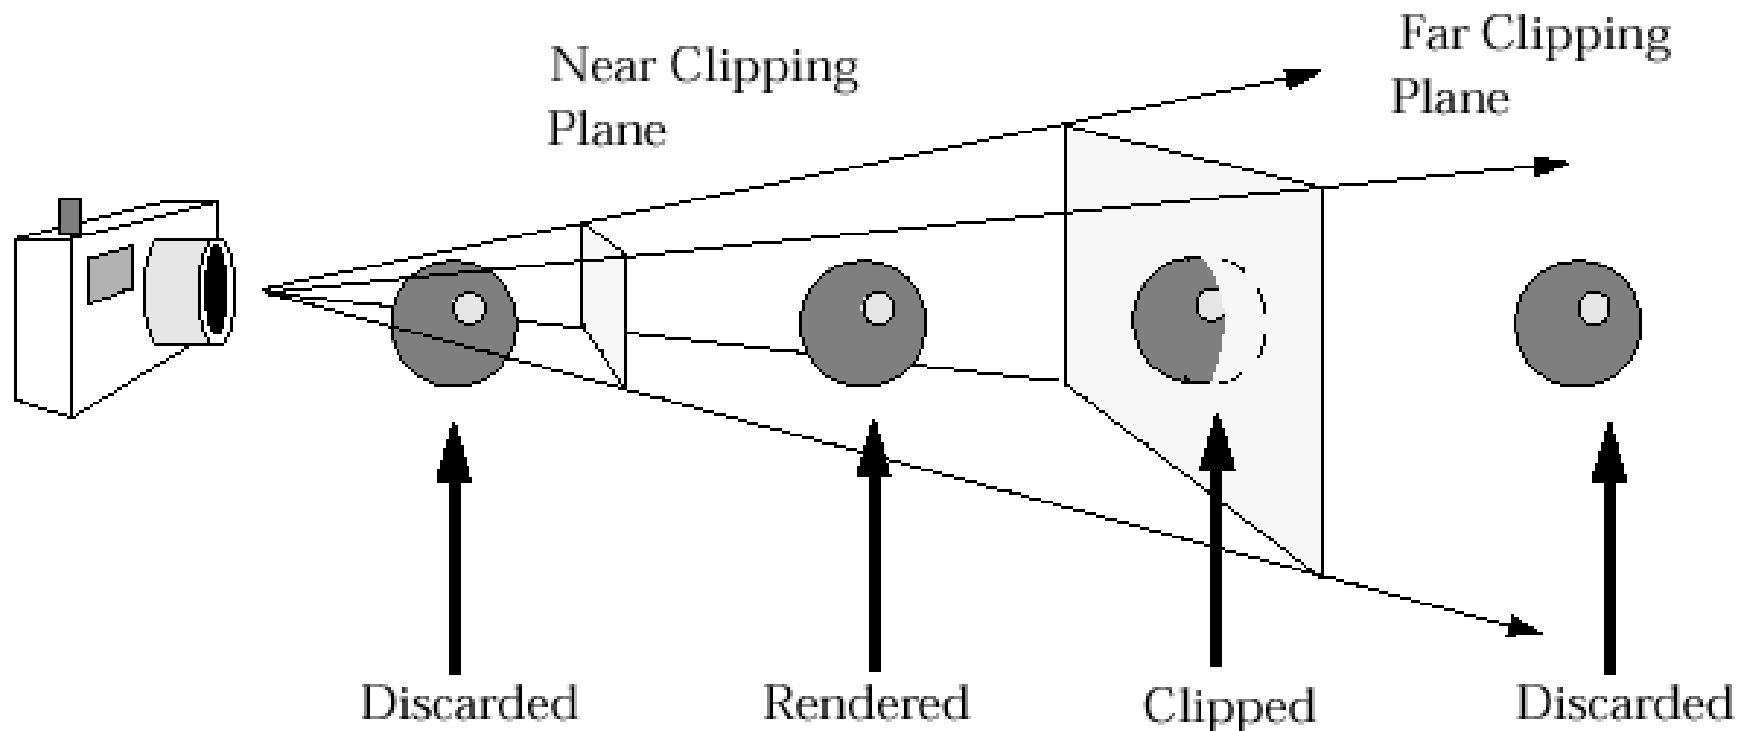 Near Clipping
Plane
Far Clipping
Plane
Discarded
Rendered
Clipped
Discarded